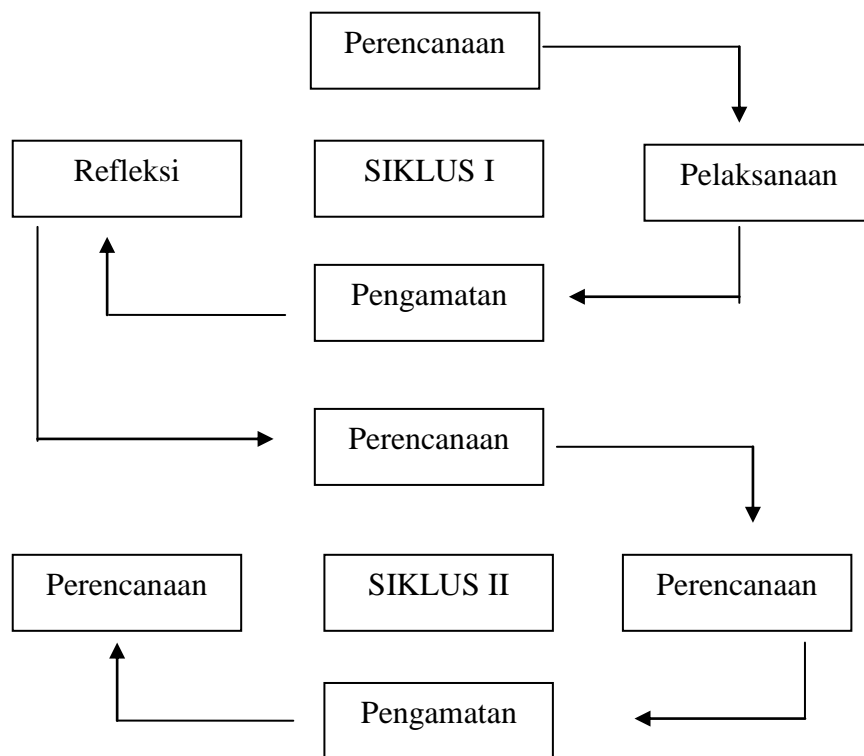 Perencanaan
Refleksi
SIKLUS I
Pelaksanaan
Pengamatan
Perencanaan
Perencanaan
SIKLUS II
Perencanaan
Pengamatan